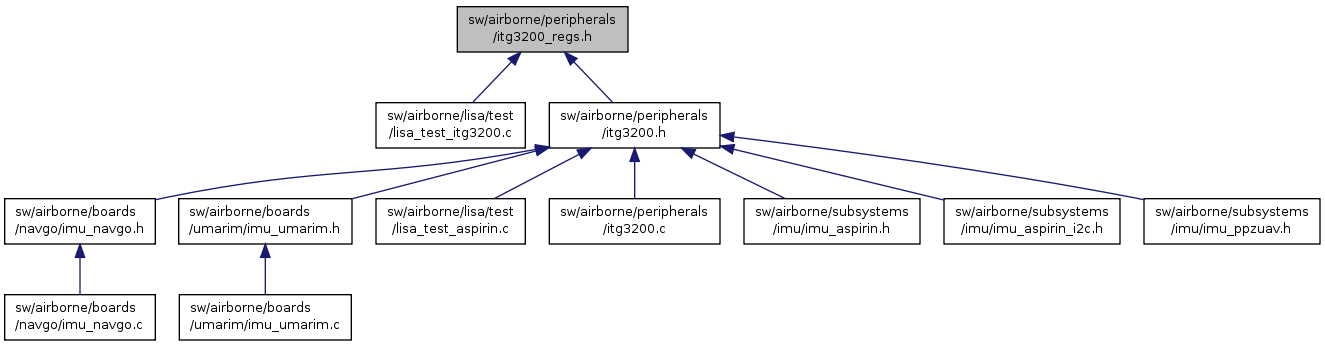 sw/airborne/peripherals
/itg3200_regs.h
sw/airborne/lisa/test
/lisa_test_itg3200.c
sw/airborne/peripherals
/itg3200.h
sw/airborne/boards
/navgo/imu_navgo.h
sw/airborne/boards
/umarim/imu_umarim.h
sw/airborne/lisa/test
/lisa_test_aspirin.c
sw/airborne/peripherals
/itg3200.c
sw/airborne/subsystems
/imu/imu_aspirin.h
sw/airborne/subsystems
/imu/imu_aspirin_i2c.h
sw/airborne/subsystems
/imu/imu_ppzuav.h
sw/airborne/boards
/navgo/imu_navgo.c
sw/airborne/boards
/umarim/imu_umarim.c